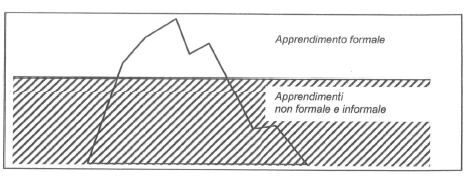 Apprendimento formale
Apprendimenti
non formale e informale